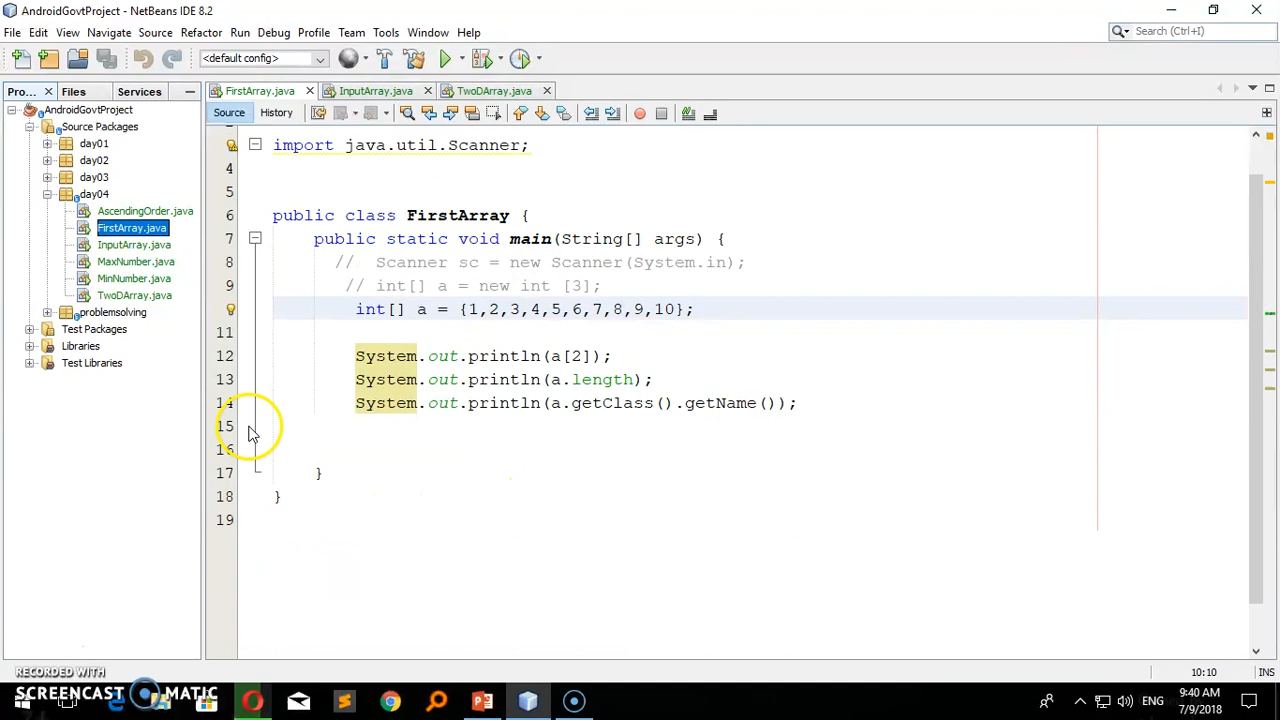 AndroidGovtProject - NetBeans IDE 8.2
File Edit View Navigate Source Refactor Run Debug Profile Team Tools Window Help
Search (Ctrl+I)
<default config>
Pro... Files Services
FirstArray.java InputArray.java TwoDArray.java
Source History
AndroidGovtProject
Source Packages
day01
day02
day03
day04
AscendingOrder.java
FirstArray.java
InputArray.java
MaxNumber.java
MinNumber.java
TwoDArray.java
problemsolving
Test Packages
Libraries
Test Libraries
import java.util.Scanner;
4
5
6 public class FirstArray {
7 public static void main(String[] args) {
8 // Scanner sc = new Scanner(System.in);
9 // int[] a = new int [3];
int[] a = {1,2,3,4,5,6,7,8,9,10};
11
12 System.out.println(a[2]);
13 System.out.println(a.length);
14 System.out.println(a.getClass().getName());
15
16
17 }
18 }
19
10:10 INS
RECORDED WITH
SCREENCAST MATIC
ENG
9:40 AM
7/9/2018